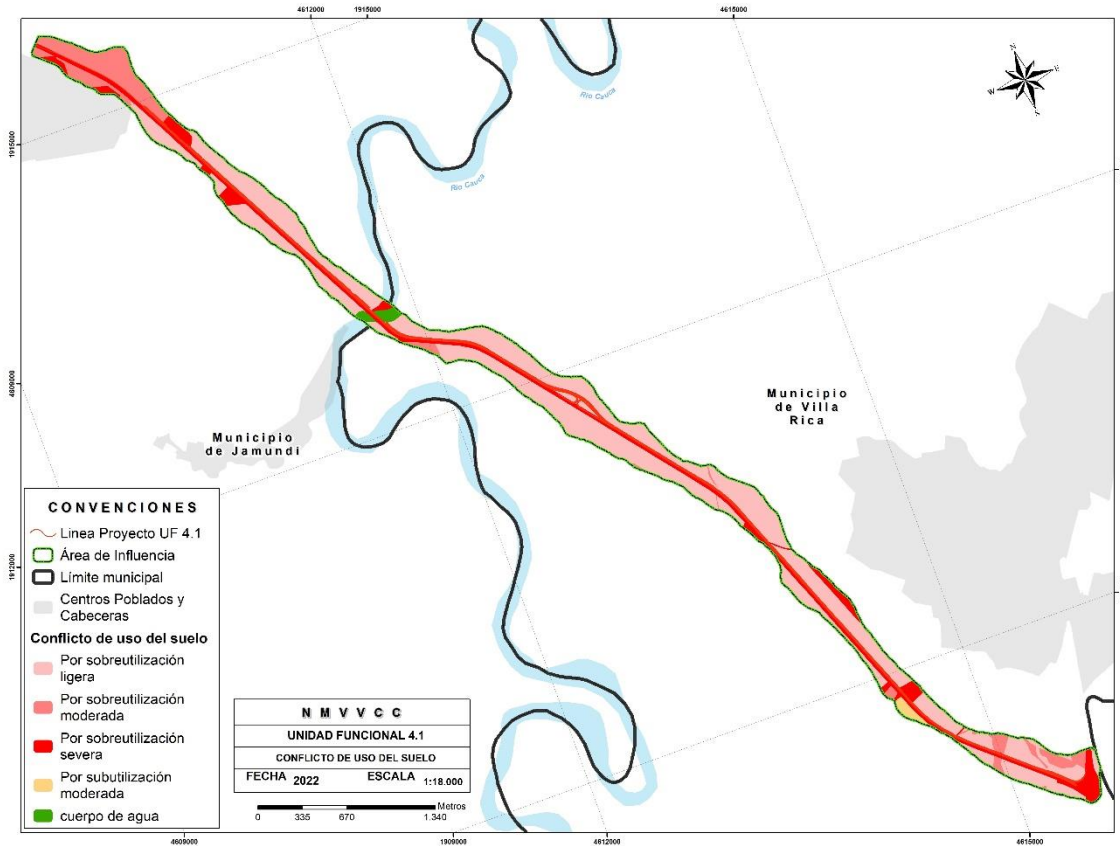 4612000
1915000
4615000
N
E
W
S
Río Cauca
1915000
Río Cauca
4609000
Municipio
de Villa
Rica
Municipio
de Jamundi
CONVENCIONES
Linea Proyecto UF 4.1
Área de Influencia
Límite municipal
Centros Poblados y
Cabeceras
Conflicto de uso del suelo
Por sobreutilización
ligera
Por sobreutilización
moderada
Por sobreutilización
severa
Por subutilización
moderada
cuerpo de agua
1912000
N M V V C C
UNIDAD FUNCIONAL 4.1
CONFLICTO DE USO DEL SUELO
FECHA 2022 ESCALA 1:18.000
Metros
0 335 670 1.340
4609000
1909000
4612000
4615000